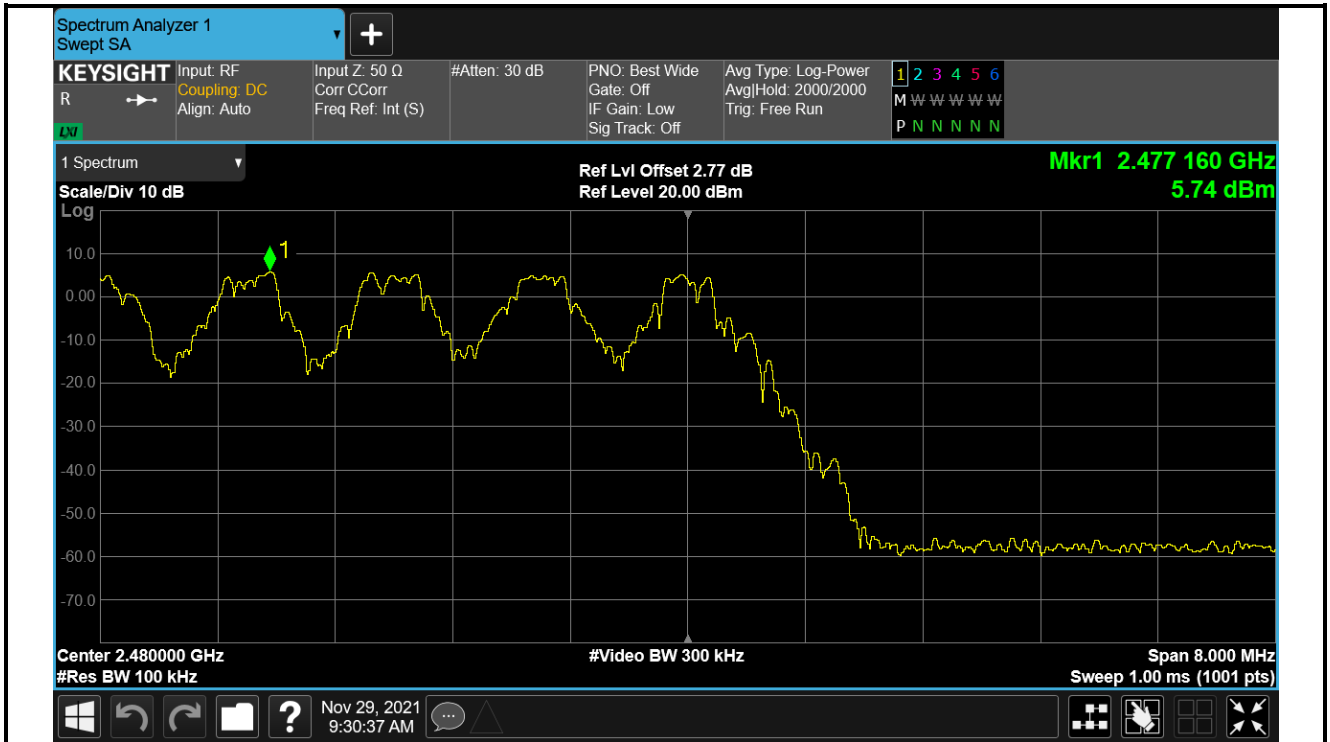 Spectrum Analyzer 1
Swept SA
KEYSIGHT
R
LXI
Input: RF
Coupling: DC
Align: Auto
Input Z: 50 Ω
Corr CCorr
Freq Ref: Int (S)
#Atten: 30 dB
PNO: Best Wide
Gate: Off
IF Gain: Low
Sig Track: Off
Avg Type: Log-Power
Avg|Hold: 2000/2000
Trig: Free Run
1 2 3 4 5 6
M W W W W W
P N N N N N
1 Spectrum
Scale/Div 10 dB
Log
Ref Lvl Offset 2.77 dB
Ref Level 20.00 dBm
Mkr1 2.477 160 GHz
5.74 dBm
1
10.0
0.00
-10.0
-20.0
-30.0
-40.0
-50.0
-60.0
-70.0
Center 2.480000 GHz
#Res BW 100 kHz
#Video BW 300 kHz
Span 8.000 MHz
Sweep 1.00 ms (1001 pts)
?
Nov 29, 2021
9:30:37 AM